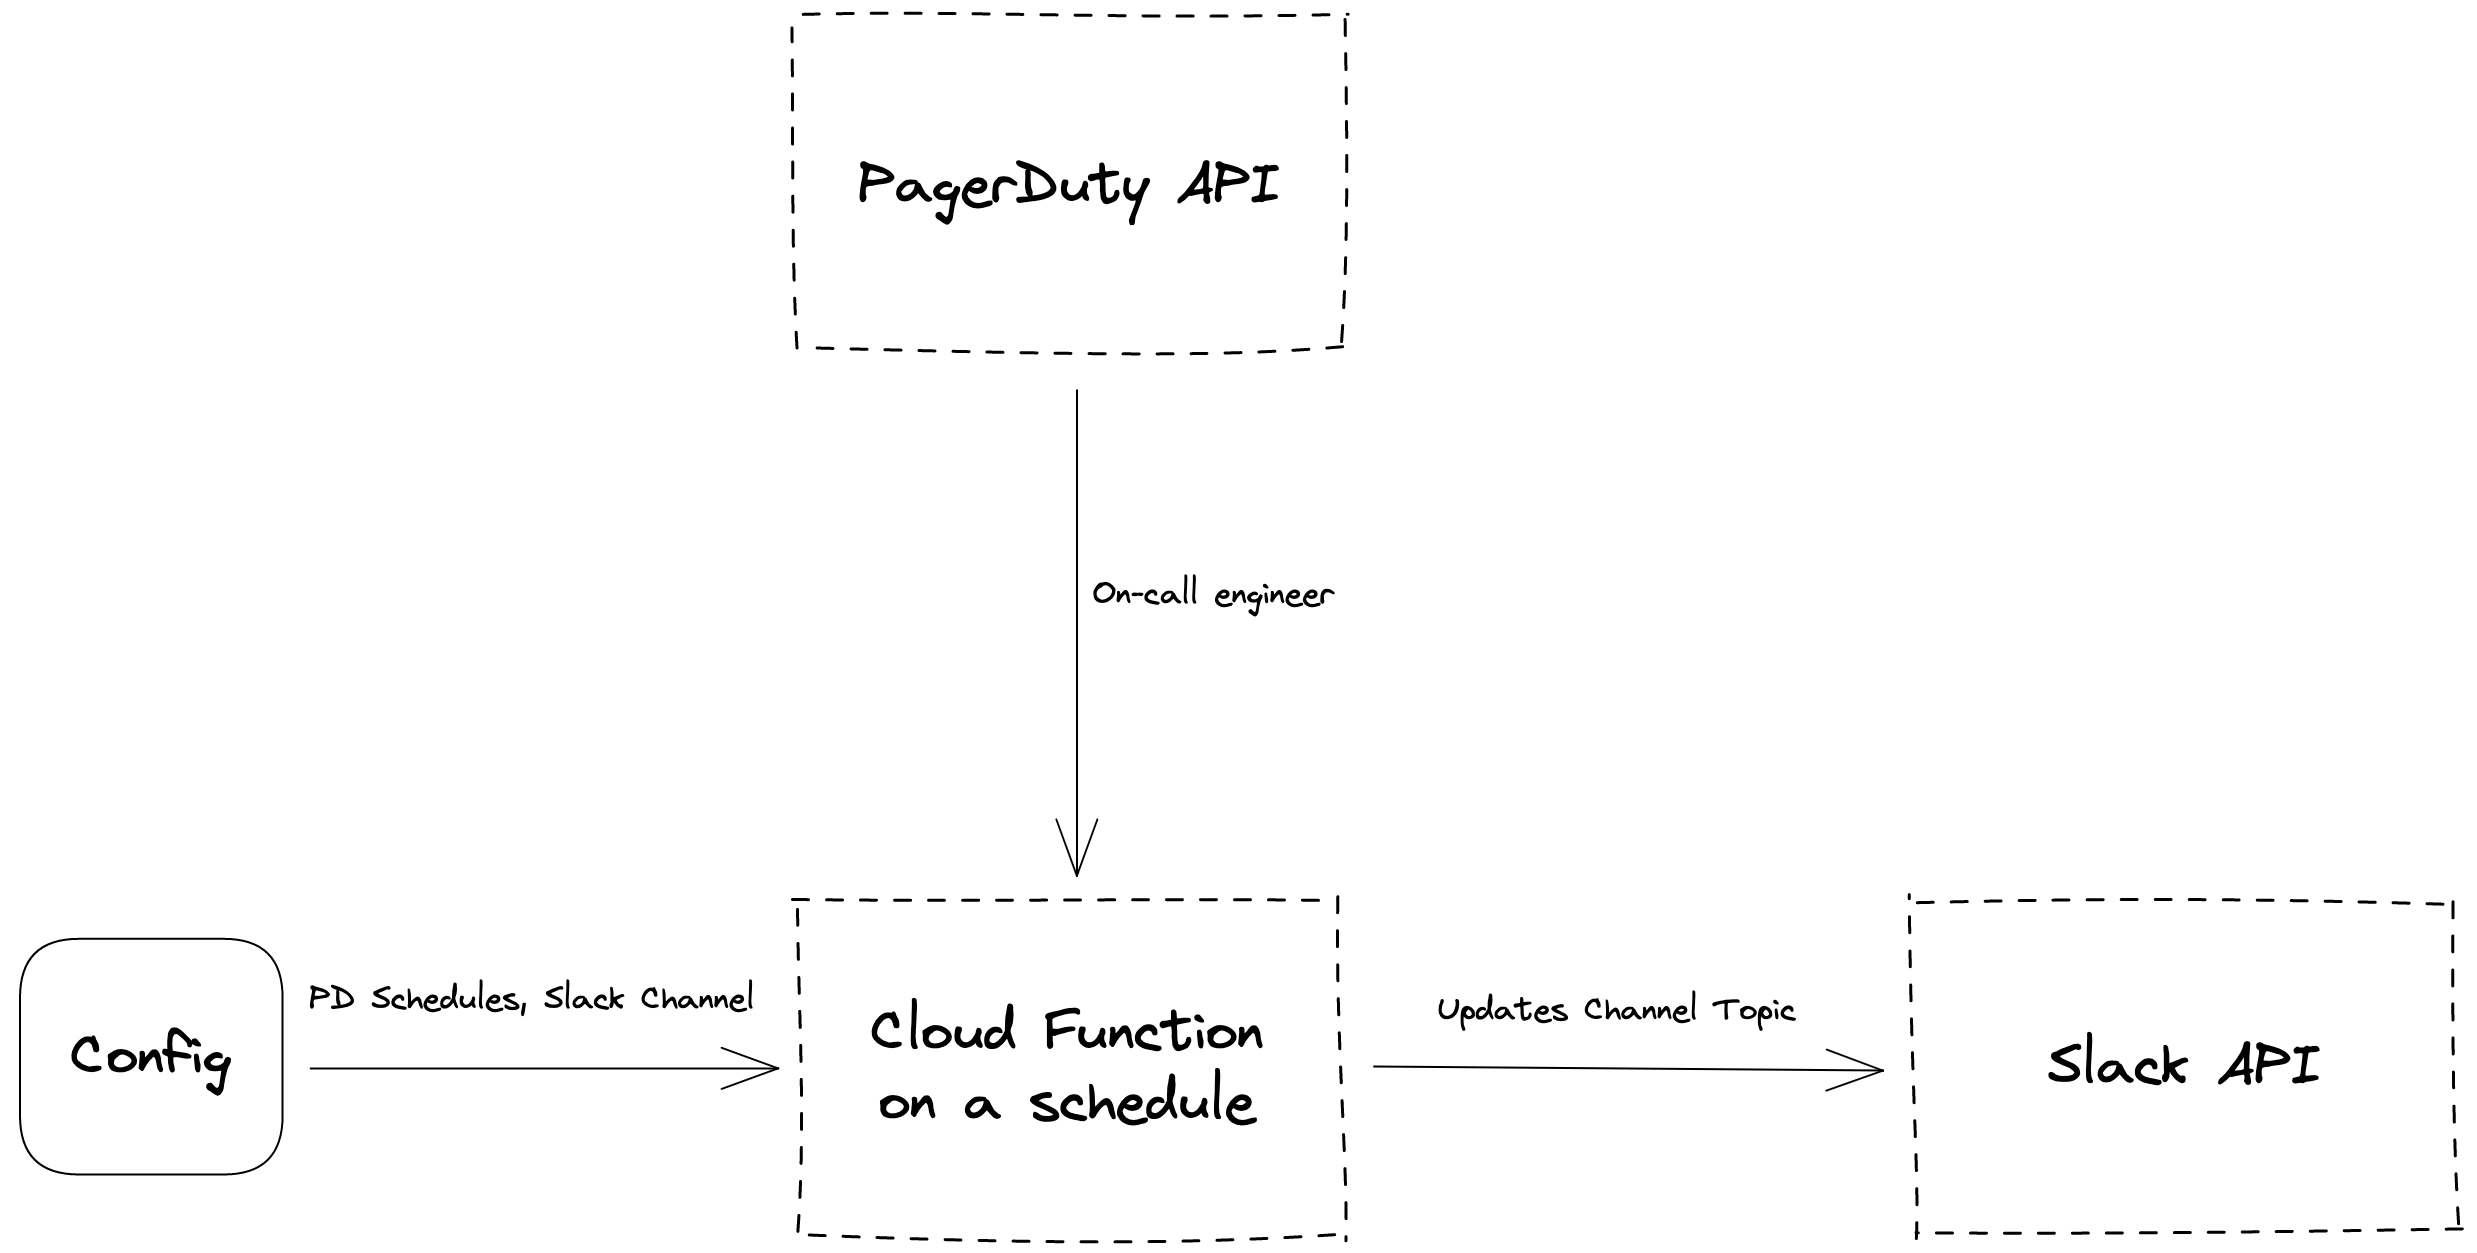 PagerDuty API
On-call engineer
PD Schedules, Slack Channel
Config
Cloud Function
on a schedule
Updates Channel Topic
Slack API